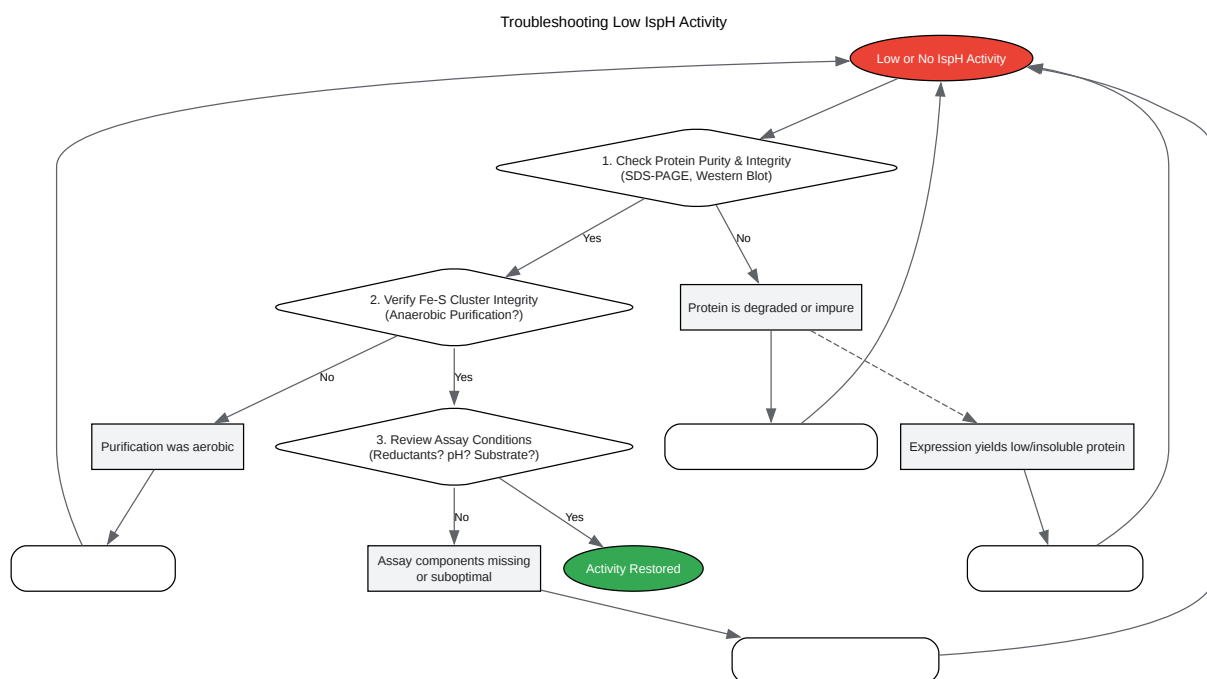 Troubleshooting Low IspH Activity
Low or No IspH Activity
1. Check Protein Purity & Integrity
(SDS-PAGE, Western Blot)
Yes
No
2. Verify Fe-S Cluster Integrity
(Anaerobic Purification?)
Protein is degraded or impure
No
Yes
Purification was aerobic
3. Review Assay Conditions
(Reductants? pH? Substrate?)
Expression yields low/insoluble protein
No
Yes
Assay components missing
or suboptimal
Activity Restored